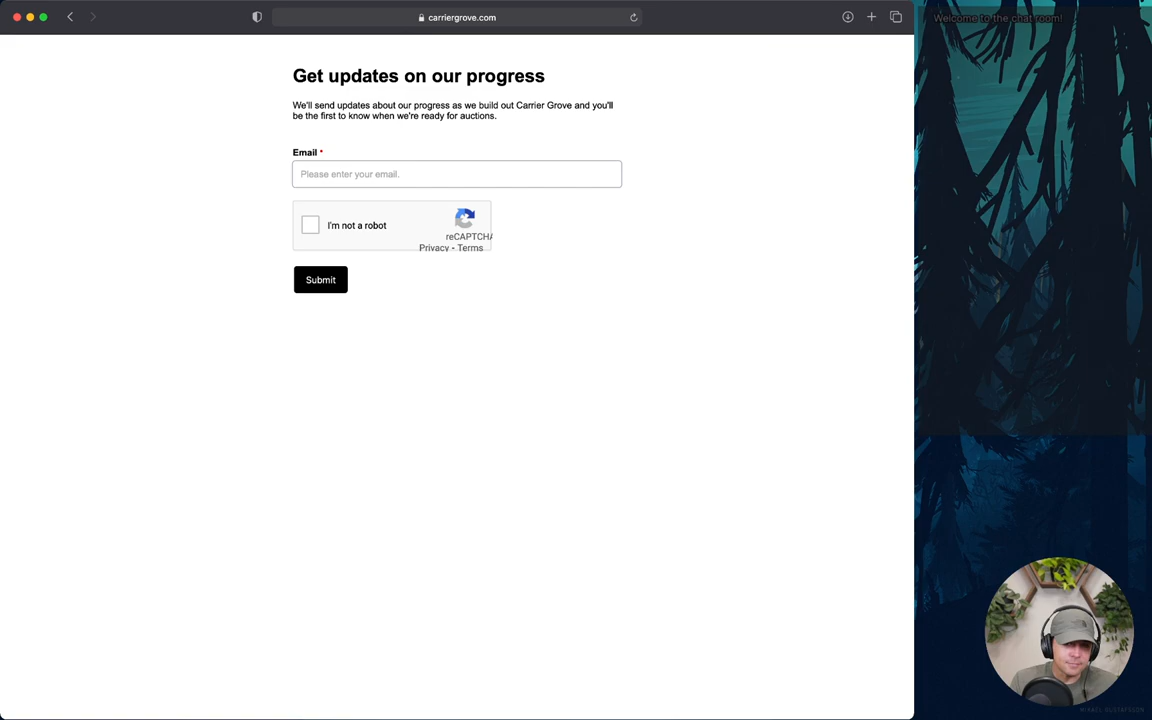 carriergrove.com
Welcome to the chat room!
Get updates on our progress
We'll send updates about our progress as we build out Carrier Grove and you'll
be the first to know when we're ready for auctions.
Email *
Please enter your email.
I'm not a robot
reCAPTCHA
Privacy - Terms
Submit
MIKAEL GUSTAFSSON